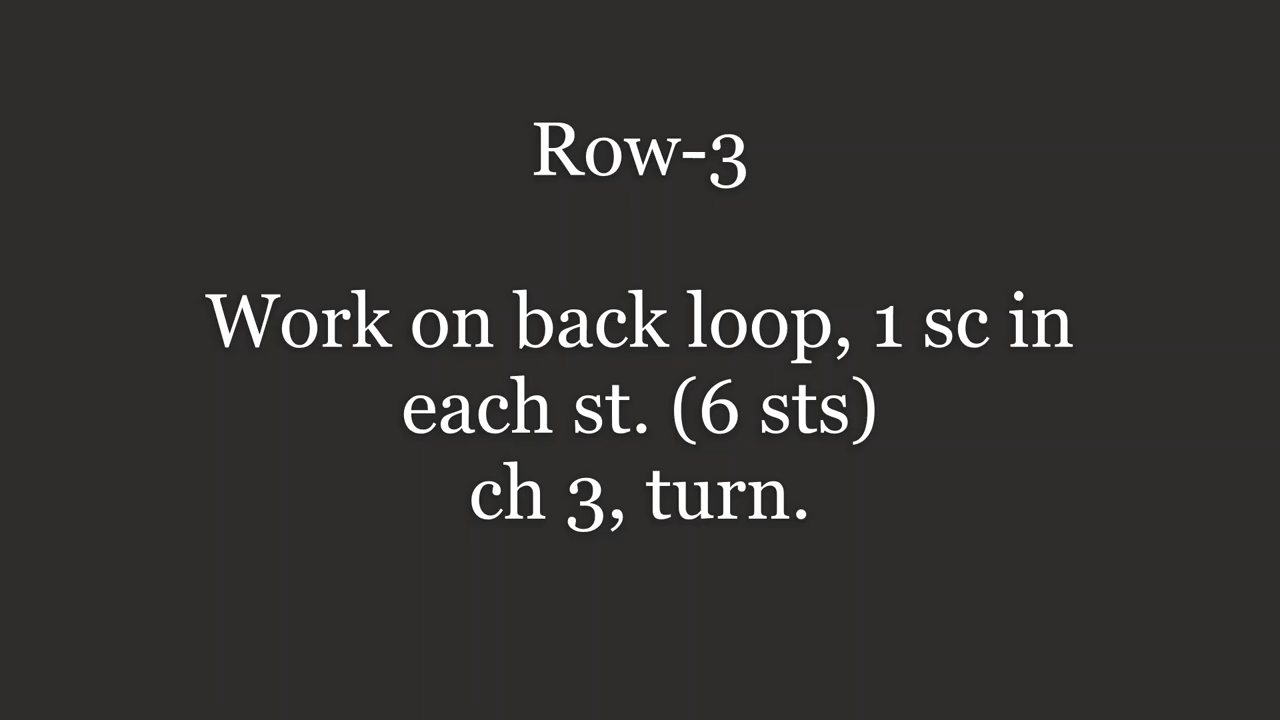 Row-3
Work on back loop, 1 sc in
each st. (6 sts)
ch 3, turn.